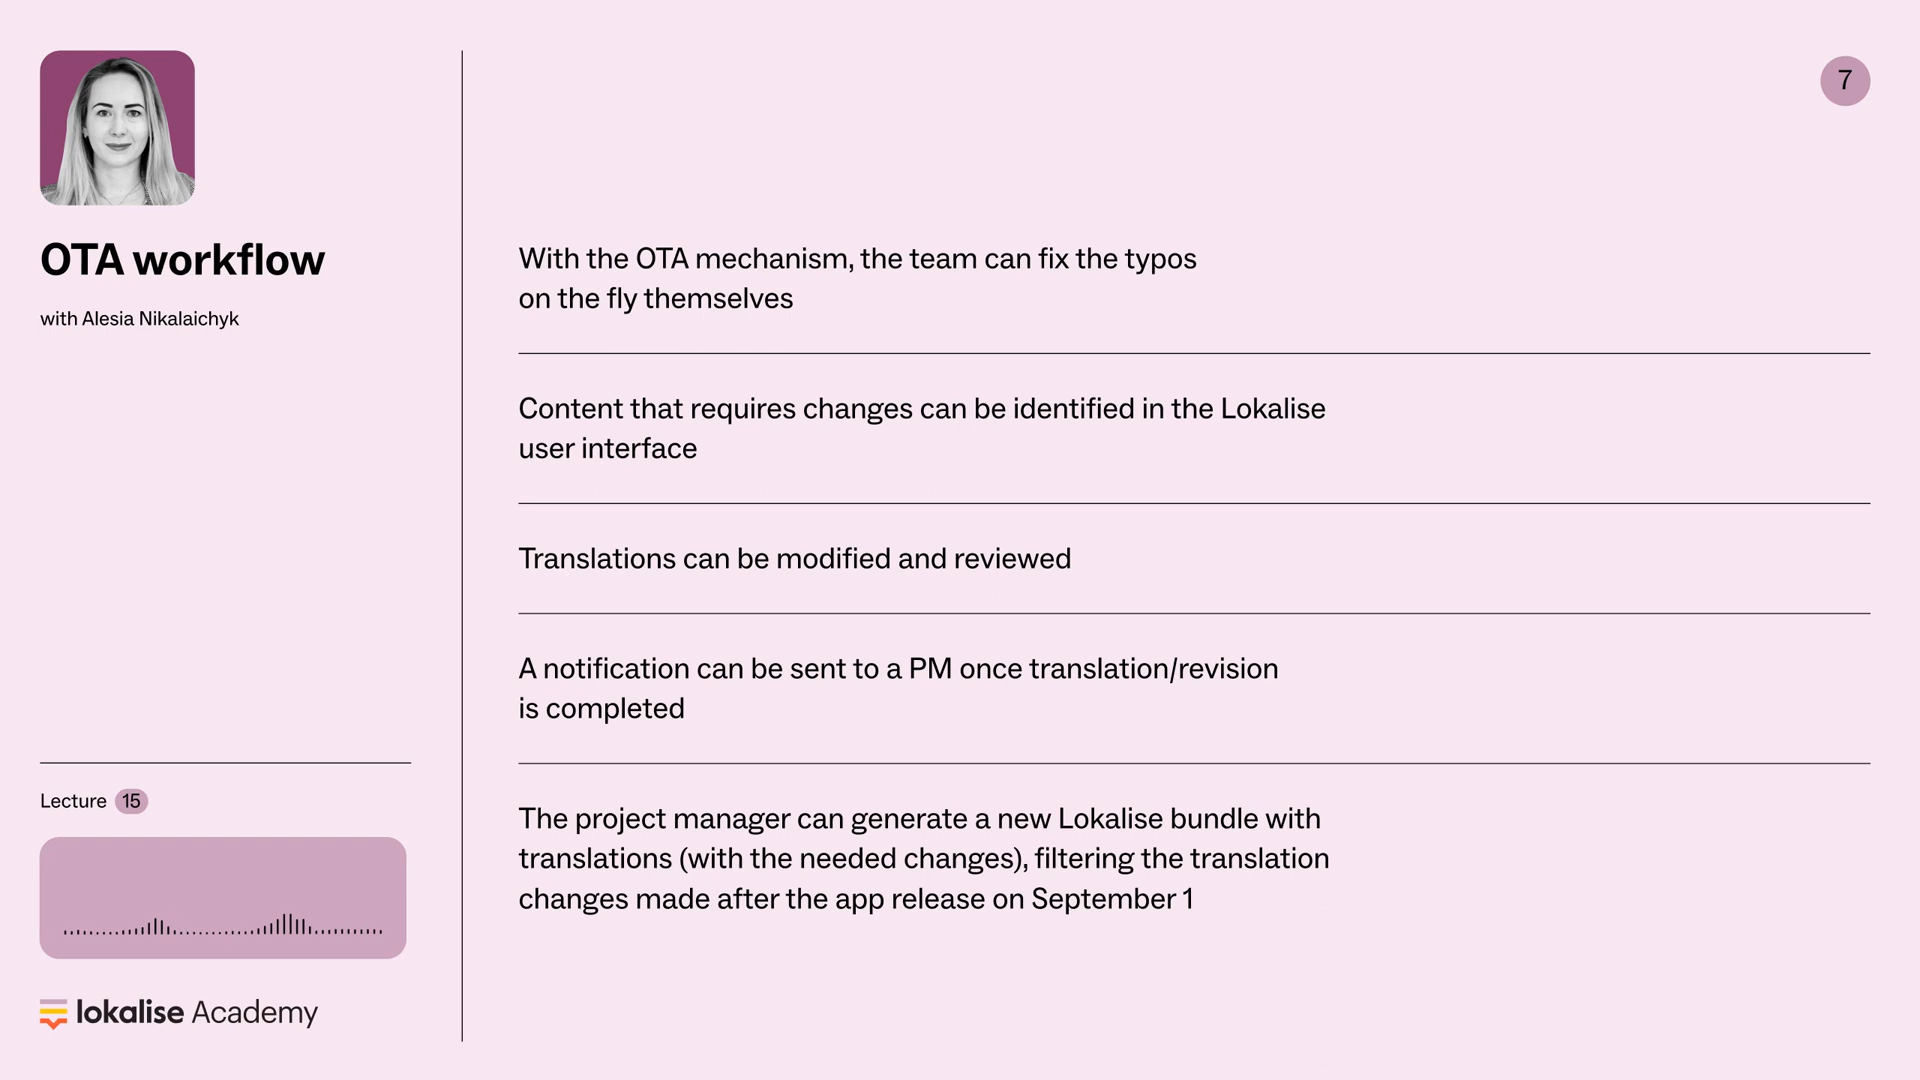 OTA workflow
with Alesia Nikalaichyk
Lecture 15
lokalise Academy
7
With the OTA mechanism, the team can fix the typos
on the fly themselves
Content that requires changes can be identified in the Lokalise
user interface
Translations can be modified and reviewed
A notification can be sent to a PM once translation/revision
is completed
The project manager can generate a new Lokalise bundle with
translations (with the needed changes), filtering the translation
changes made after the app release on September 1